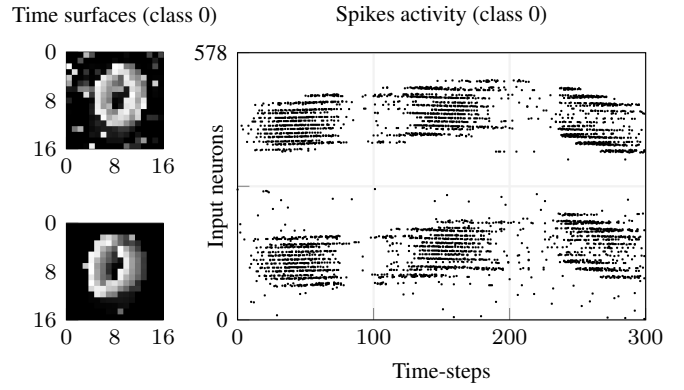 Time surfaces (class 0)
0
8
16
0 8 16
0
8
16
0 8 16
Spikes activity (class 0)
578
Input neurons
0
0 100 200 300
Time-steps